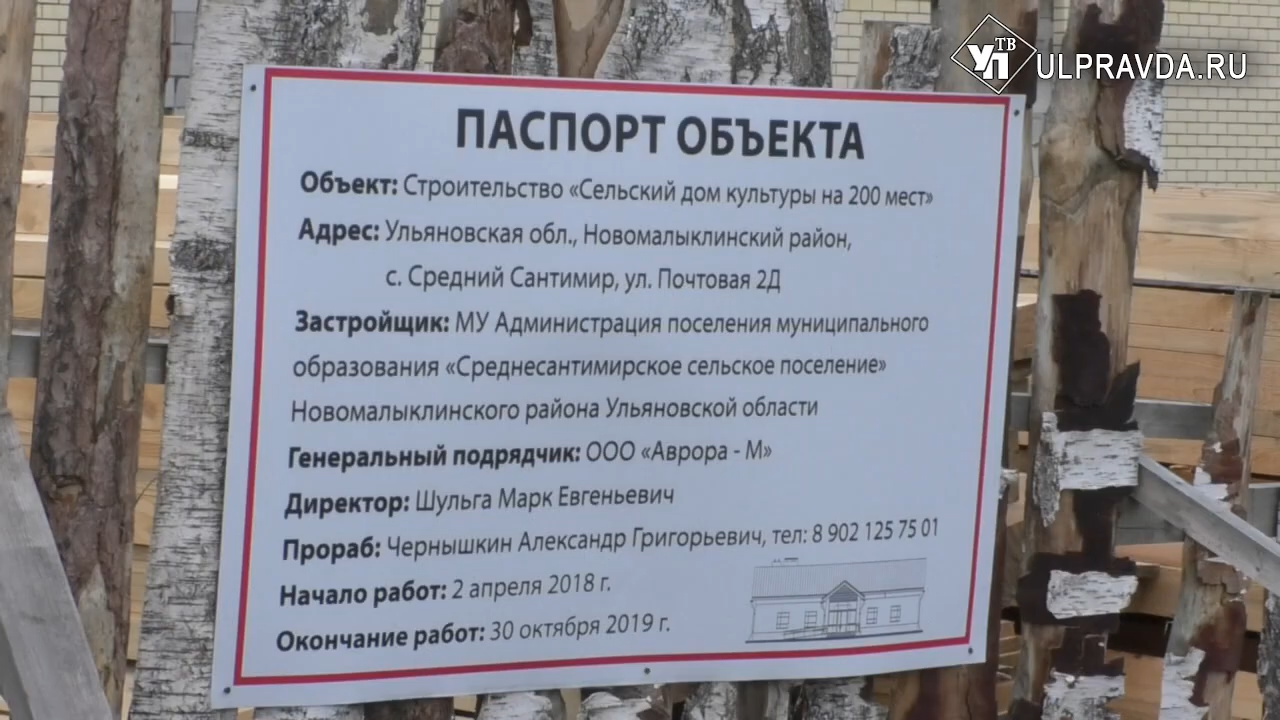 УП ТВ ULPRAVDA.RU
ПАСПОРТ ОБЪЕКТА
Объект: Строительство «Сельский дом культуры на 200 мест»
Адрес: Ульяновская обл., Новомалыклинский район,
с. Средний Сантимир, ул. Почтовая 2Д
Застройщик: МУ Администрация поселения муниципального
образования «Среднесантимирское сельское поселение»
Новомалыклинского района Ульяновской области
Генеральный подрядчик: ООО «Аврора - М»
Директор: Шульга Марк Евгеньевич
Прораб: Чернышкин Александр Григорьевич, тел: 8 902 125 75 01
Начало работ: 2 апреля 2018 г.
Окончание работ: 30 октября 2019 г.